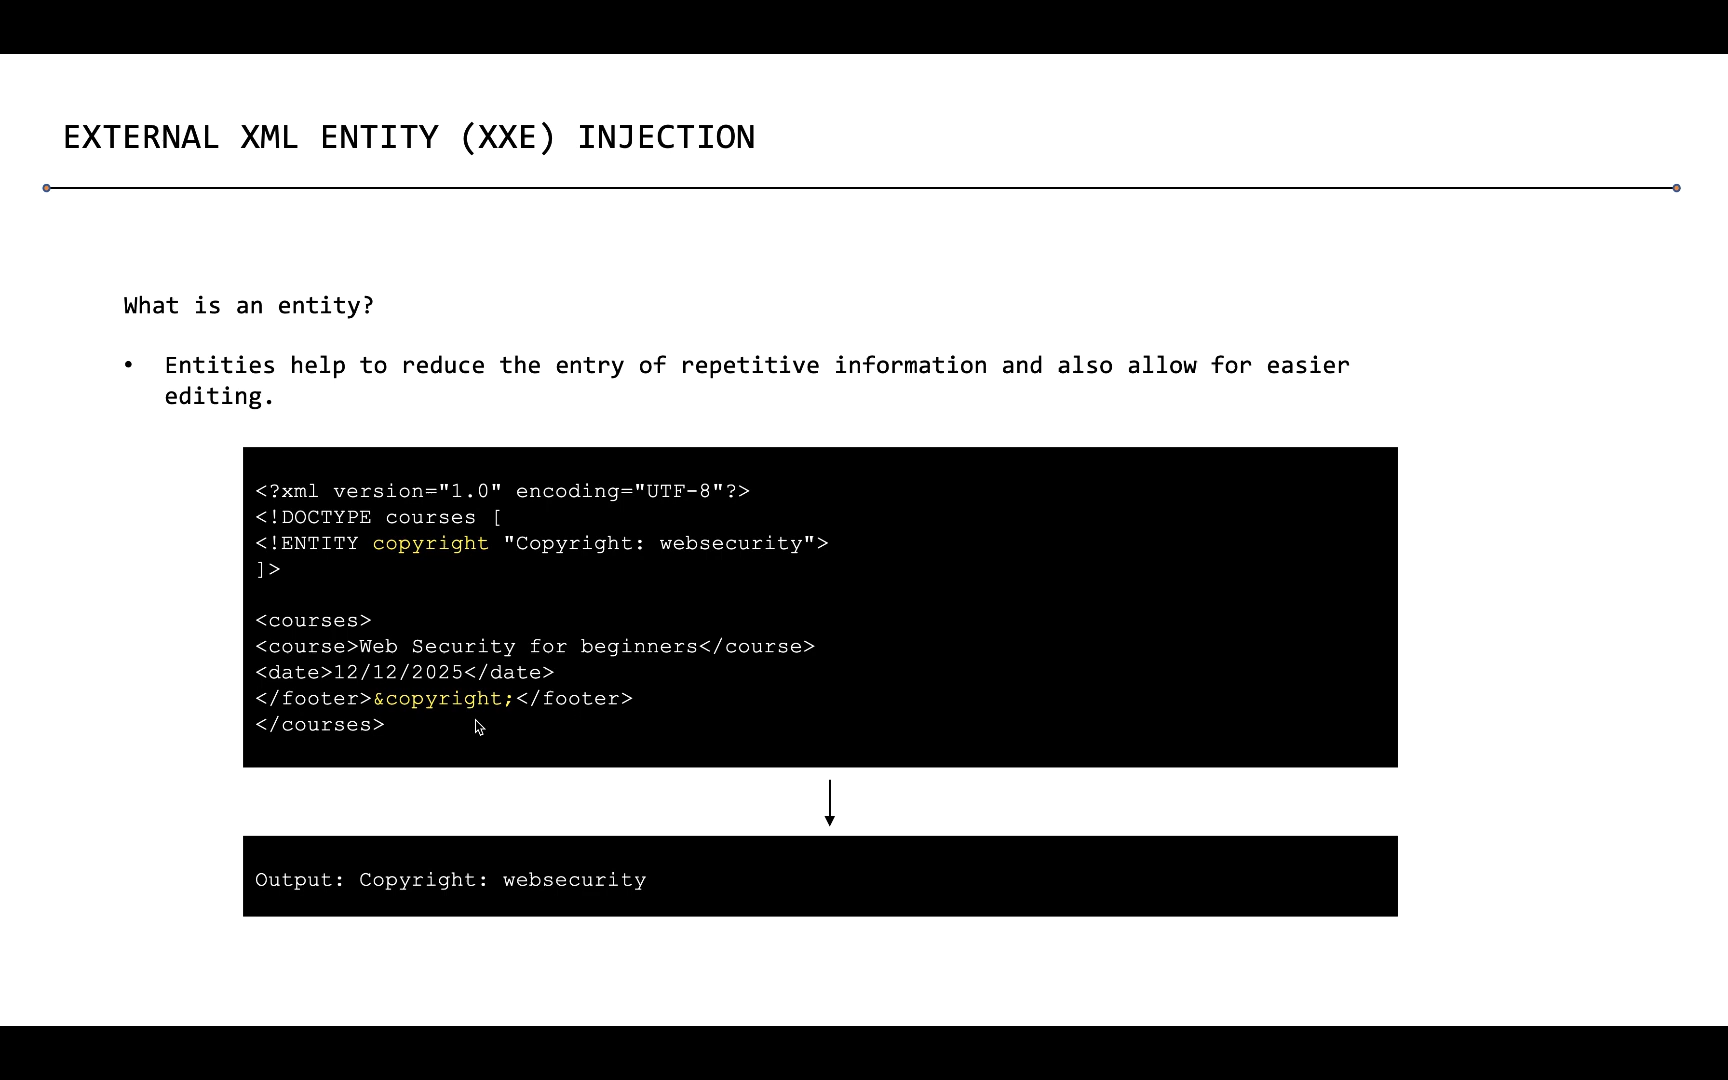 EXTERNAL XML ENTITY (XXE) INJECTION
What is an entity?
• Entities help to reduce the entry of repetitive information and also allow for easier
editing.
<?xml version="1.0" encoding="UTF-8"?>
<!DOCTYPE courses [
<!ENTITY copyright "Copyright: websecurity">
]>
<courses>
<course>Web Security for beginners</course>
<date>12/12/2025</date>
</footer>&copyright;</footer>
</courses>
Output: Copyright: websecurity